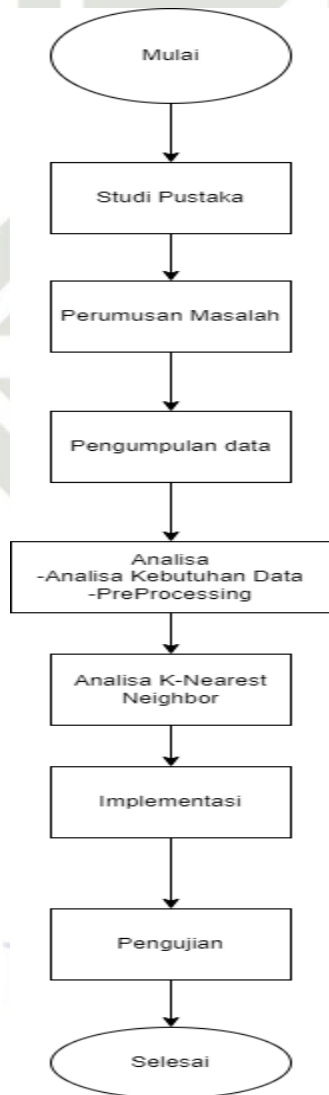 Mulai
Studi Pustaka
Perumusan Masalah
Pengumpulan data
Analisa
-Analisa Kebutuhan Data
-PreProcessing
Analisa K-Nearest
Neighbor
Implementasi
Pengujian
Selesai